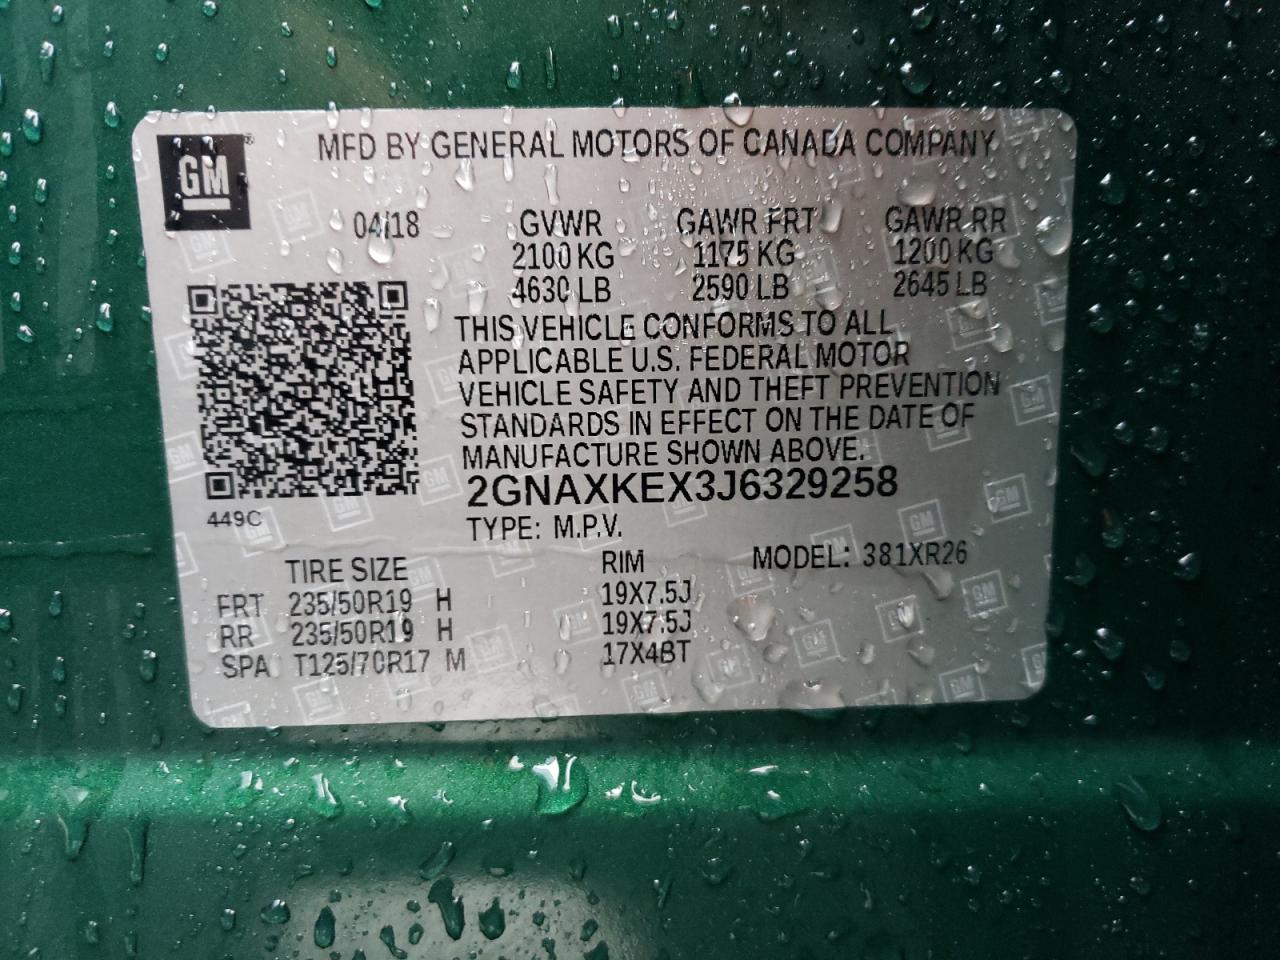 GM
MFD BY GENERAL MOTORS OF CANADA COMPANY
04/18 GVWR GAWR FRT GAWR RR
2100 KG 1175 KG 1200 KG
4630 LB 2590 LB 2645 LB
THIS VEHICLE CONFORMS TO ALL
APPLICABLE U.S. FEDERAL MOTOR
VEHICLE SAFETY AND THEFT PREVENTION
STANDARDS IN EFFECT ON THE DATE OF
MANUFACTURE SHOWN ABOVE.
2GNAXKEX3J6329258
449C
TYPE: M.P.V.
TIRE SIZE RIM MODEL: 381XR26
FRT 235/50R19 H 19X7.5J
RR 235/50R19 H 19X7.5J
SPA T125/70R17 M 17X4BT